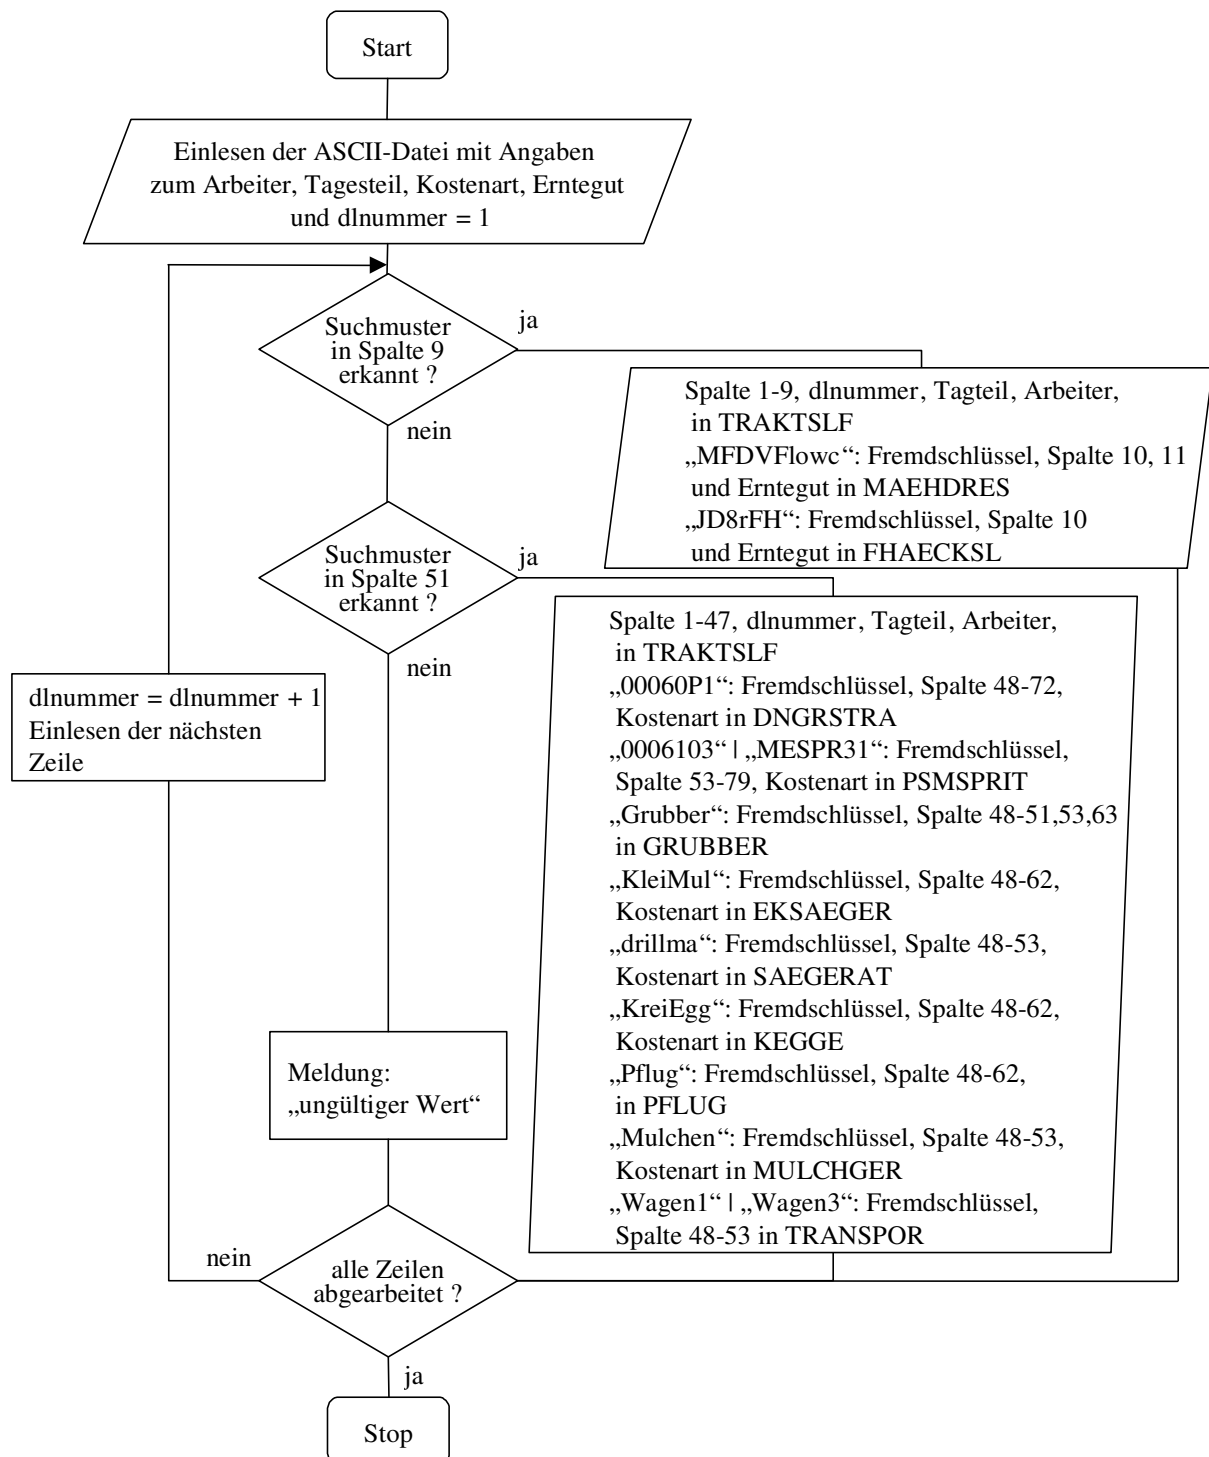 Start
Einlesen der ASCII-Datei mit Angaben
zum Arbeiter, Tagesteil, Kostenart, Erntegut
und dlnummer = 1
Suchmuster
in Spalte 9
erkannt ?
ja
nein
Spalte 1-9, dlnummer, Tagteil, Arbeiter,
in TRAKTSLF
„MFDVFlowc“: Fremdschlüssel, Spalte 10, 11
und Erntegut in MAEHDRES
„JD8rFH“: Fremdschlüssel, Spalte 10
und Erntegut in FHAECKSL
Suchmuster
in Spalte 51
erkannt ?
ja
nein
Spalte 1-47, dlnummer, Tagteil, Arbeiter,
in TRAKTSLF
„00060P1“: Fremdschlüssel, Spalte 48-72,
Kostenart in DNGRSTRA
„0006103“ | „MESPR31“: Fremdschlüssel,
Spalte 53-79, Kostenart in PSMSPRIT
„Grubber“: Fremdschlüssel, Spalte 48-51,53,63
in GRUBBER
„KleiMul“: Fremdschlüssel, Spalte 48-62,
Kostenart in EKSAEGER
„drillma“: Fremdschlüssel, Spalte 48-53,
Kostenart in SAEGERAT
„KreiEgg“: Fremdschlüssel, Spalte 48-62,
Kostenart in KEGGE
„Pflug“: Fremdschlüssel, Spalte 48-62,
in PFLUG
„Mulchen“: Fremdschlüssel, Spalte 48-53,
Kostenart in MULCHGER
„Wagen1“ | „Wagen3“: Fremdschlüssel,
Spalte 48-53 in TRANSPOR
dlnummer = dlnummer + 1
Einlesen der nächsten
Zeile
Meldung:
„ungültiger Wert“
alle Zeilen
abgearbeitet ?
nein
ja
Stop